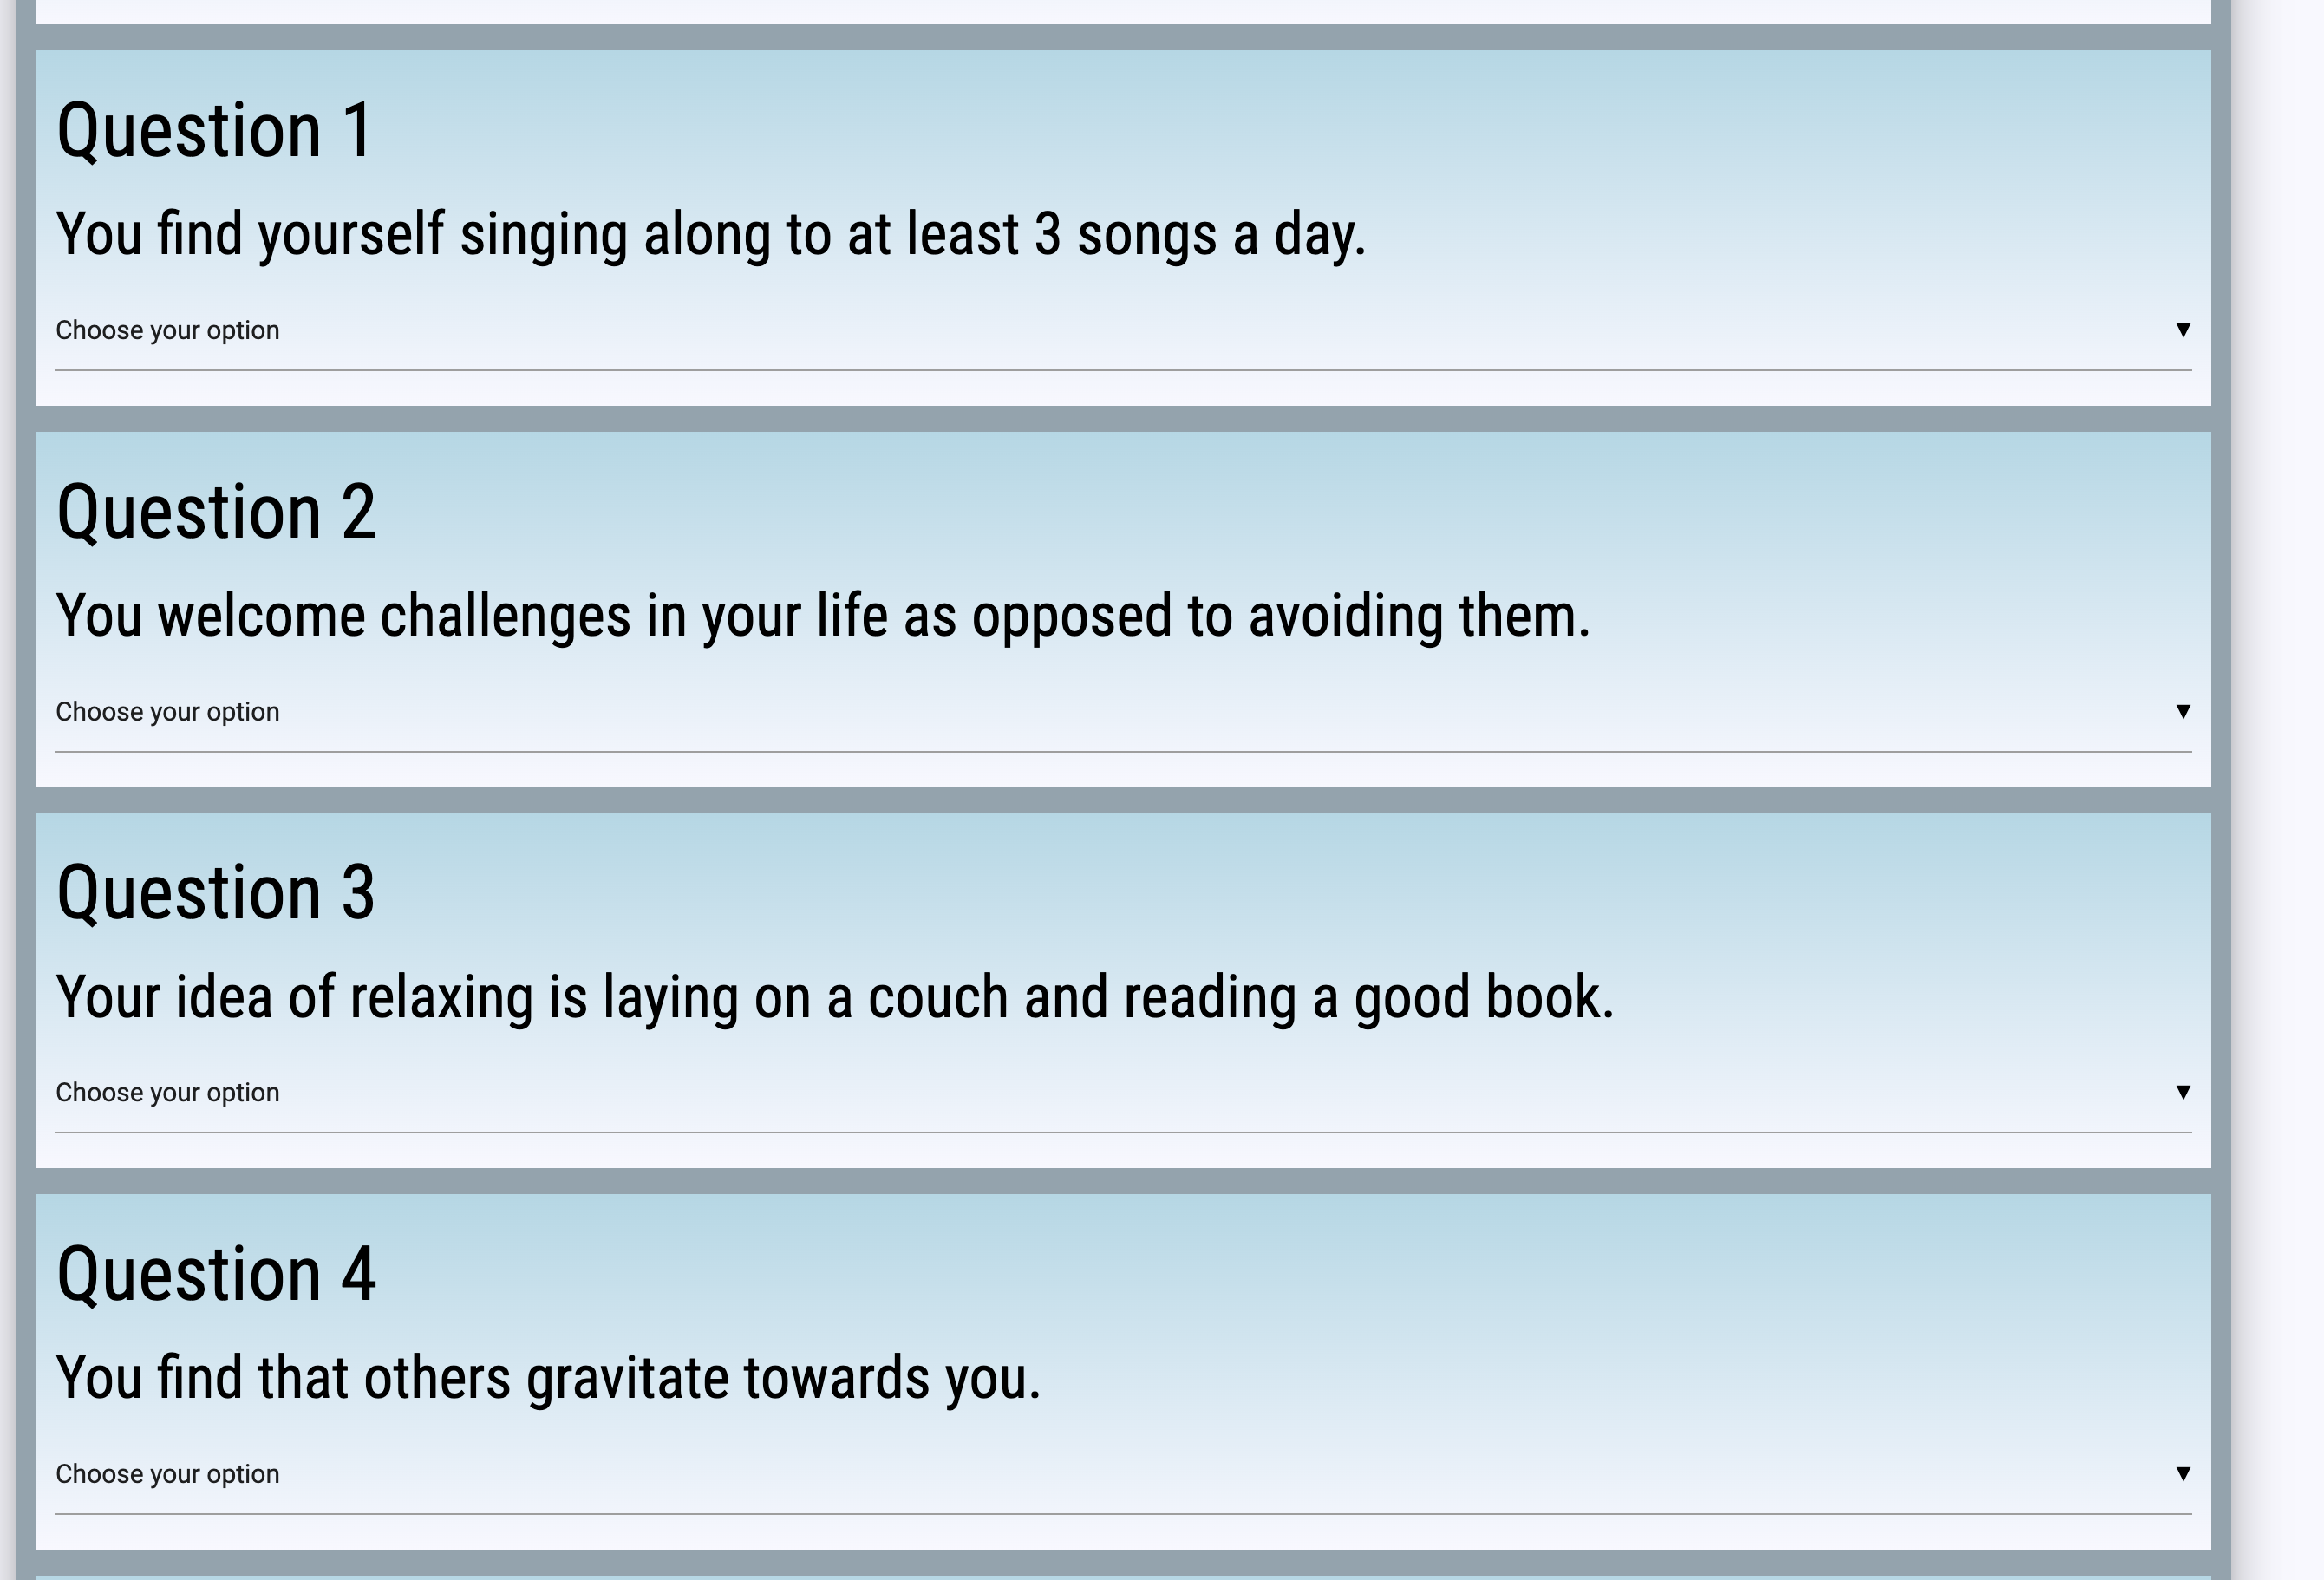 Question 1
You find yourself singing along to at least 3 songs a day.
Choose your option
Question 2
You welcome challenges in your life as opposed to avoiding them.
Choose your option
Question 3
Your idea of relaxing is laying on a couch and reading a good book.
Choose your option
Question 4
You find that others gravitate towards you.
Choose your option